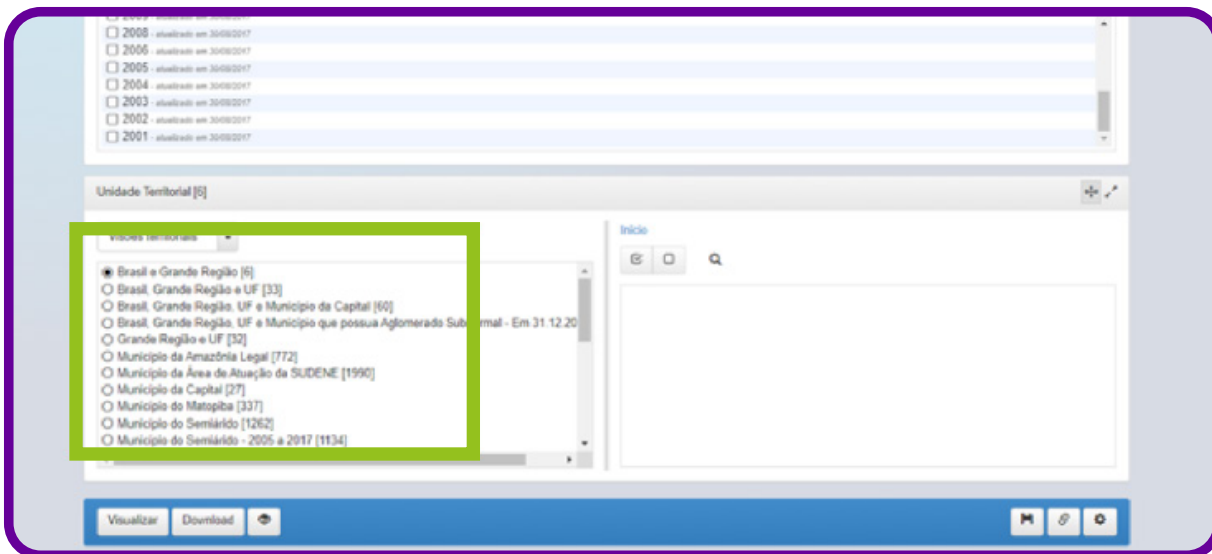 2009 - atualizado em 30/08/2017
2008 - atualizado em 30/08/2017
2006 - atualizado em 30/08/2017
2005 - atualizado em 30/08/2017
2004 - atualizado em 30/08/2017
2003 - atualizado em 30/08/2017
2002 - atualizado em 30/08/2017
2001 - atualizado em 30/08/2017
Unidade Territorial [6]
Visões Territoriais
Brasil e Grande Região [6]
Brasil, Grande Região e UF [33]
Brasil, Grande Região, UF e Município da Capital [60]
Brasil, Grande Região, UF e Município que possua Aglomerado Subnormal - Em 31.12.20
Grande Região e UF [32]
Município da Amazônia Legal [772]
Município da Área de Atuação da SUDENE [1990]
Município da Capital [27]
Município do Matopiba [337]
Município do Semiárido [1262]
Município do Semiárido - 2005 a 2017 [1134]
Início
Visualizar
Download